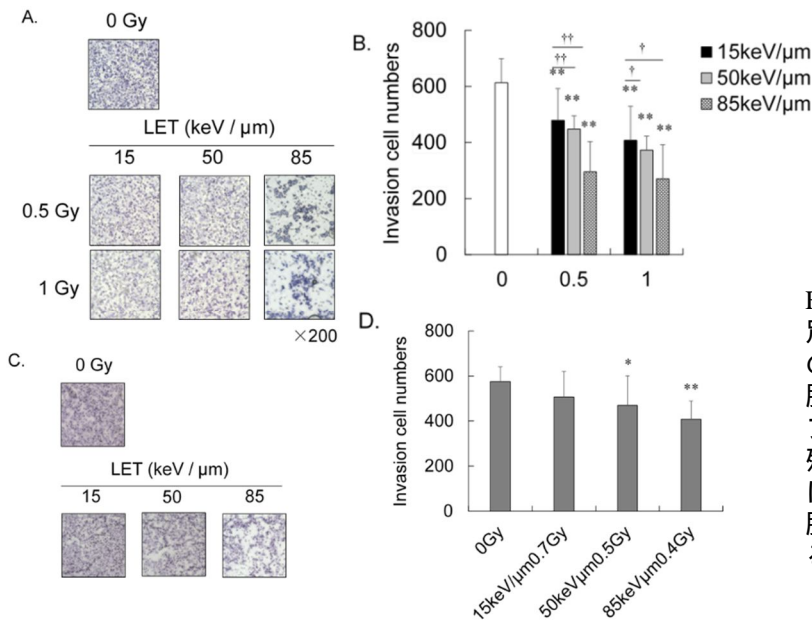 A.
0 Gy
LET (keV / µm)
15 50 85
0.5 Gy
1 Gy
×200
B.
Invasion cell numbers
800
600
400
200
0
†† †
†† †
** ** ** ** ** **
0 0.5 1
15keV/µm
50keV/µm
85keV/µm
C.
0 Gy
LET (keV / µm)
15 50 85
D.
Invasion cell numbers
800
600
400
200
0
* **
0Gy
15keV/µm0.7Gy
50keVµm0.5Gy
85keVµm0.4Gy